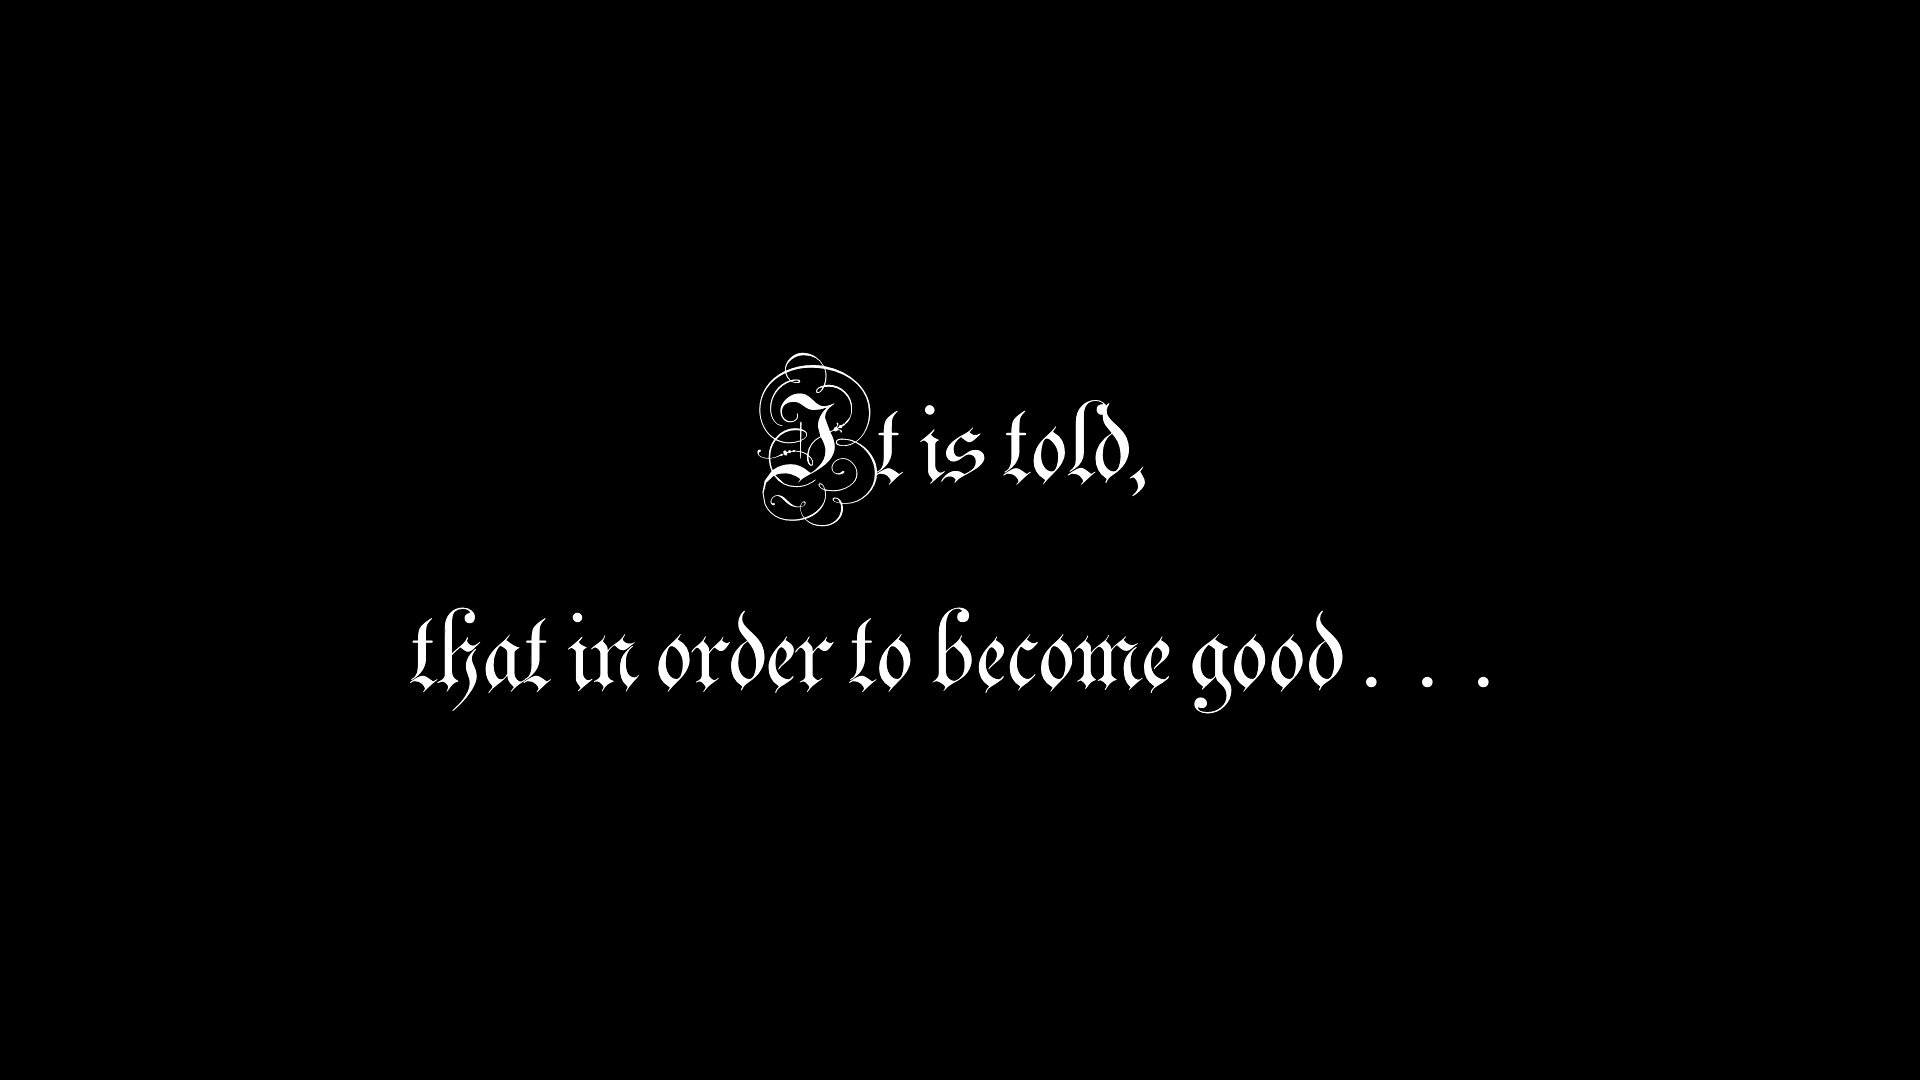 It is told,
that in order to become good . . .